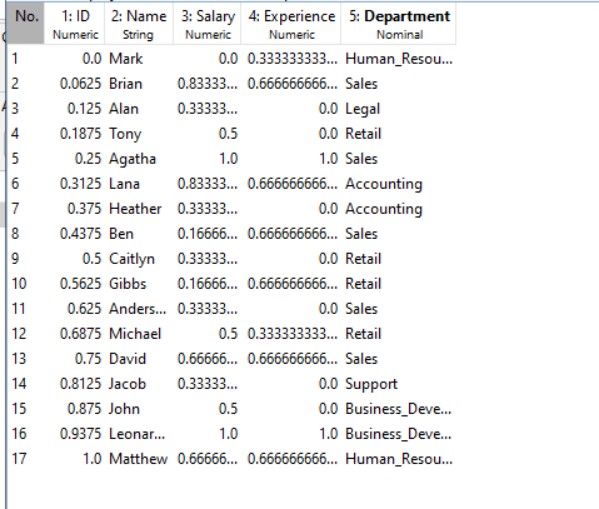 No. 1: ID 2: Name 3: Salary 4: Experience 5: Department
Numeric String Numeric Numeric Nominal
1 0.0 Mark 0.0 0.333333333... Human_Resou...
2 0.0625 Brian 0.83333... 0.666666666... Sales
3 0.125 Alan 0.33333... 0.0 Legal
4 0.1875 Tony 0.5 0.0 Retail
5 0.25 Agatha 1.0 1.0 Sales
6 0.3125 Lana 0.83333... 0.666666666... Accounting
7 0.375 Heather 0.33333... 0.0 Accounting
8 0.4375 Ben 0.16666... 0.666666666... Sales
9 0.5 Caitlyn 0.33333... 0.0 Retail
10 0.5625 Gibbs 0.16666... 0.666666666... Retail
11 0.625 Anders... 0.33333... 0.0 Sales
12 0.6875 Michael 0.5 0.333333333... Retail
13 0.75 David 0.66666... 0.666666666... Sales
14 0.8125 Jacob 0.33333... 0.0 Support
15 0.875 John 0.5 0.0 Business_Deve...
16 0.9375 Leonar... 1.0 1.0 Business_Deve...
17 1.0 Matthew 0.66666... 0.666666666... Human_Resou...